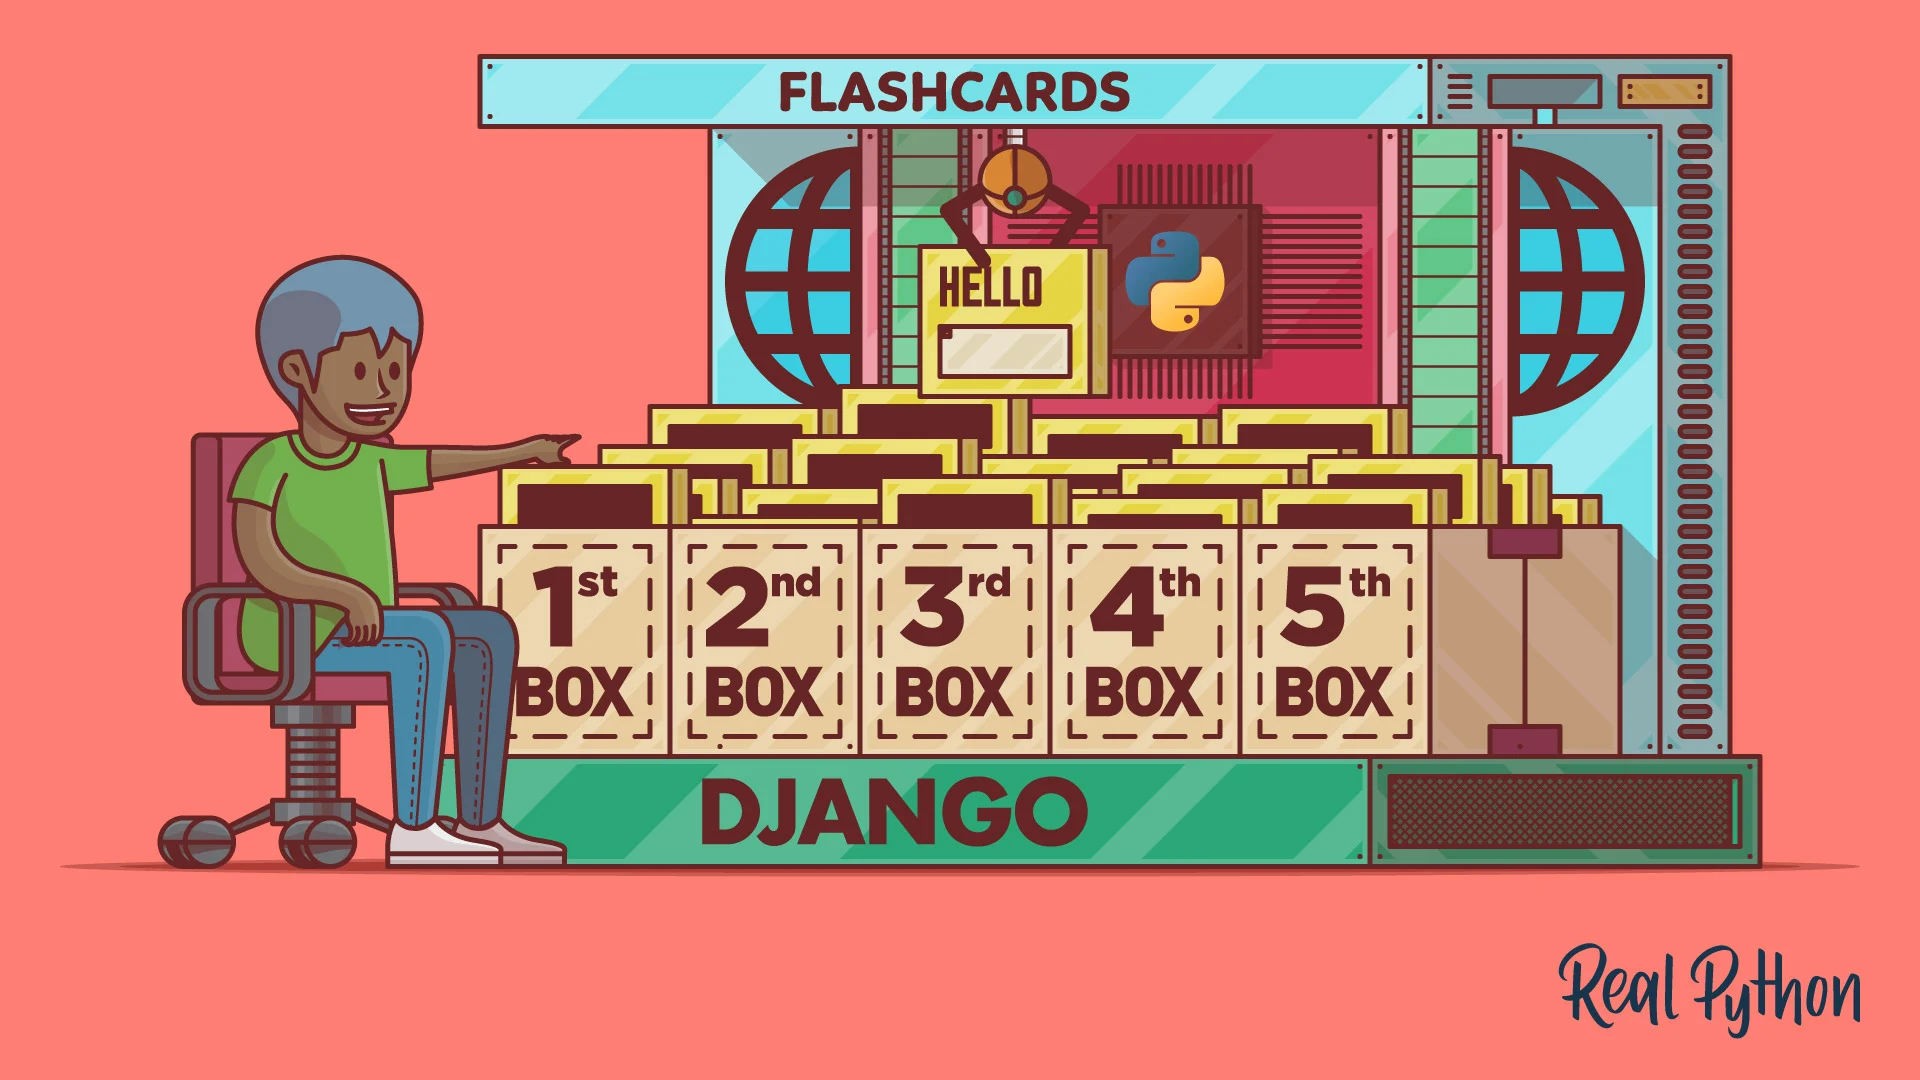 FLASHCARDS
HELLO
1st BOX
2nd BOX
3rd BOX
4th BOX
5th BOX
DJANGO
Real Python